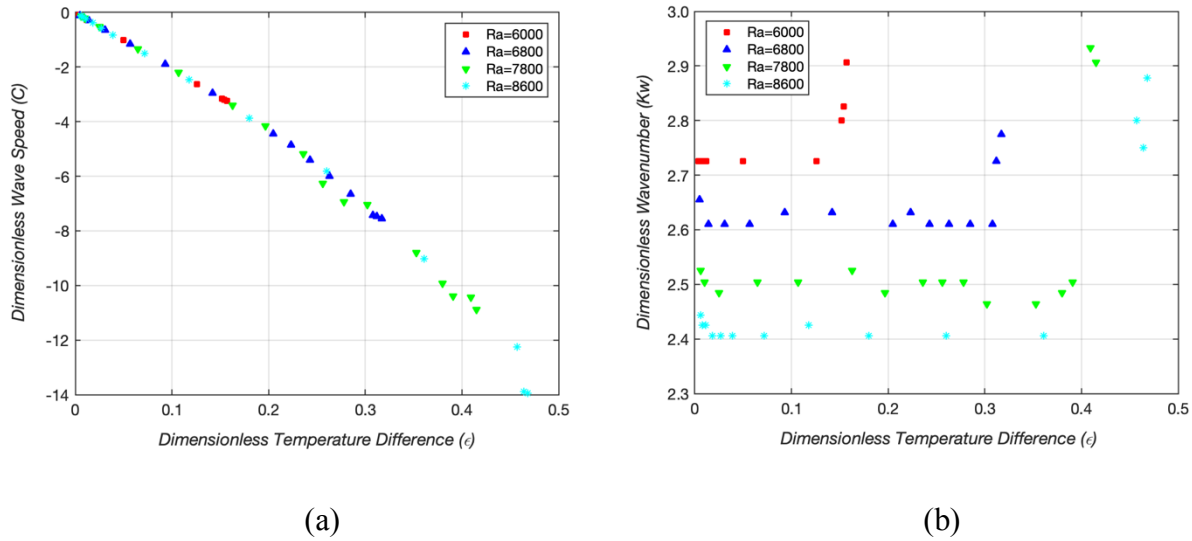 (a)
0
-2
-4
-6
-8
-10
-12
-14
0
0.1
0.2
0.3
0.4
0.5
Dimensionless Wave Speed (C)
Dimensionless Temperature Difference (ϵ)
Ra=6000
Ra=6800
Ra=7800
Ra=8600
(b)
3.0
2.9
2.8
2.7
2.6
2.5
2.4
2.3
0
0.1
0.2
0.3
0.4
0.5
Dimensionless Wavenumber (Kw)
Dimensionless Temperature Difference (ϵ)
Ra=6000
Ra=6800
Ra=7800
Ra=8600
(a)
(b)